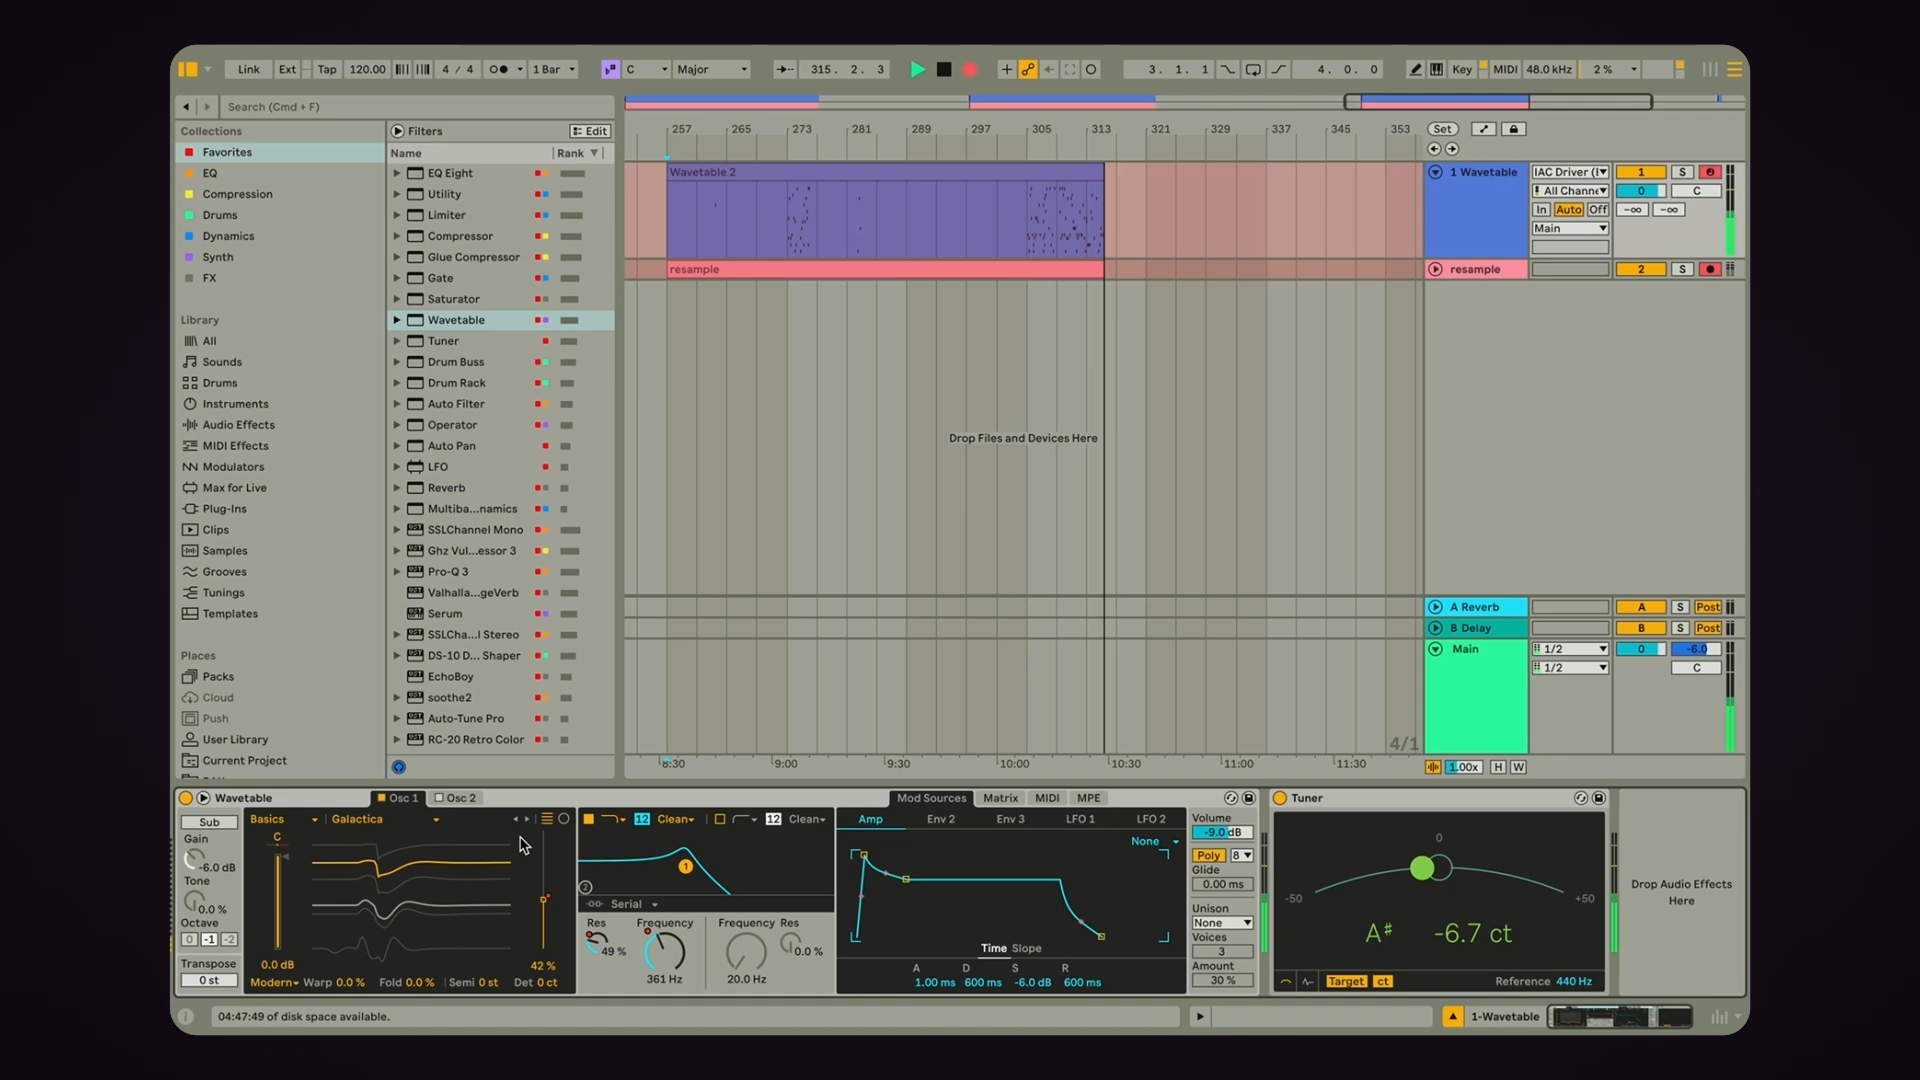 Link Ext Tap 120.00 4 / 4 1 Bar C Major 315. 2. 3 3. 1. 1 4. 0. 0 Key MIDI 48.0 kHz 2 %
Search (Cmd + F)
Collections
Favorites
EQ
Compression
Drums
Dynamics
Synth
FX
Library
All
Sounds
Drums
Instruments
Audio Effects
MIDI Effects
Modulators
Max for Live
Plug-Ins
Clips
Samples
Grooves
Tunings
Templates
Places
Packs
Cloud
Push
User Library
Current Project
Filters Edit
Name Rank
EQ Eight
Utility
Limiter
Compressor
Glue Compressor
Gate
Saturator
Wavetable
Tuner
Drum Buss
Drum Rack
Auto Filter
Operator
Auto Pan
LFO
Reverb
Multiba...namics
SSLChannel Mono
Ghz Vul...essor 3
Pro-Q 3
Valhalla...geVerb
Serum
SSLCha...l Stereo
DS-10 D... Shaper
EchoBoy
soothe2
Auto-Tune Pro
RC-20 Retro Color
257 265 273 281 289 297 305 313 321 329 337 345 353 Set
Wavetable 2
resample
Drop Files and Devices Here
4/1
8:30 9:00 9:30 10:00 10:30 11:00 11:30
1 Wavetable IAC Driver (I 1 S
All Channe 0 C
In Auto Off -∞ -∞
Main
resample 2 S
A Reverb A S Post
B Delay B S Post
Main 1/2 0 -6.0
1/2 C
1.00x H W
Wavetable Osc 1 Osc 2
Sub
Gain
-6.0 dB
Tone
0.0 %
Octave
0 -1 -2
Transpose
0 st
Basics Galactica
C
0.0 dB 42 %
Modern Warp 0.0 % Fold 0.0 % Semi 0 st Det 0 ct
12 Clean 12 Clean
1
2
Serial
Res Frequency Frequency Res
49 % 0.0 %
361 Hz 20.0 Hz
Mod Sources Matrix MIDI MPE
Amp Env 2 Env 3 LFO 1 LFO 2
None
Time Slope
A D S R
1.00 ms 600 ms -6.0 dB 600 ms
Volume
-9.0 dB
Poly 8
Glide
0.00 ms
Unison
None
Voices
3
Amount
30 %
Tuner
0
-50 +50
A♯ -6.7 ct
Target ct Reference 440 Hz
Drop Audio Effects
Here
04:47:49 of disk space available.
1-Wavetable